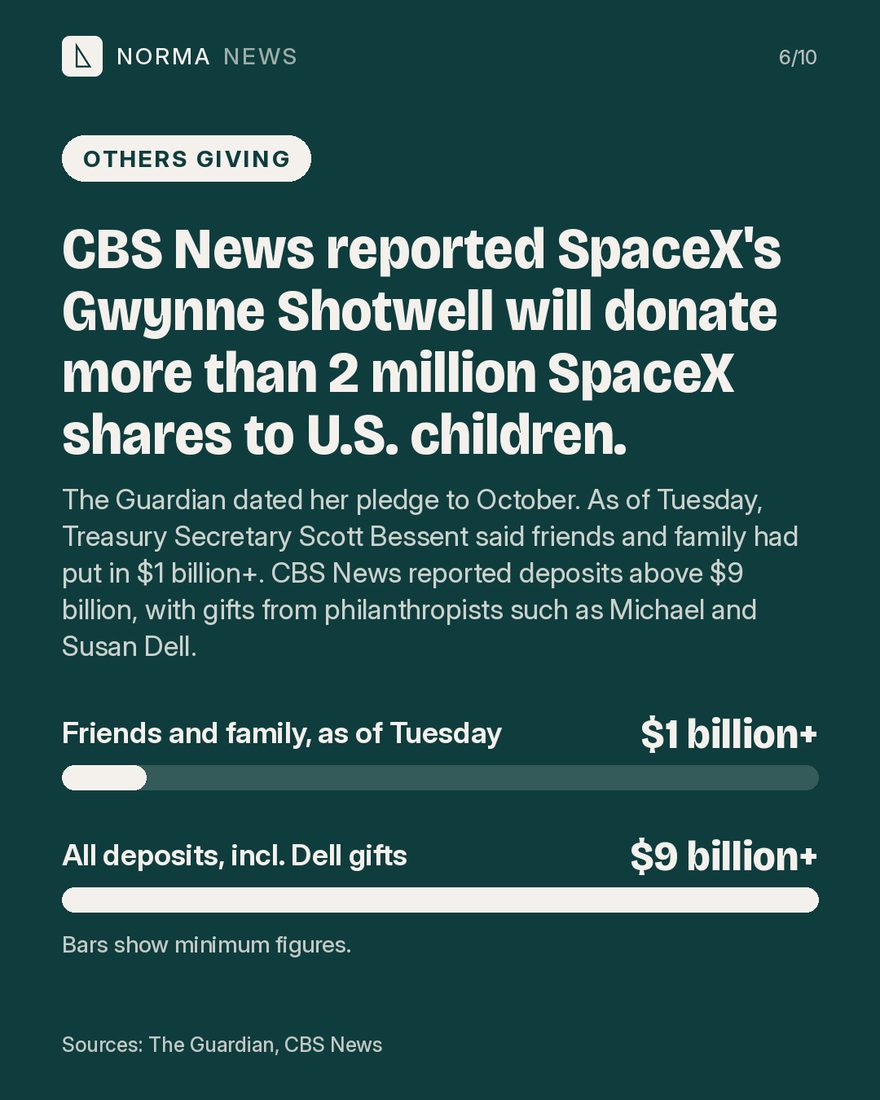 NORMA NEWS
6/10
OTHERS GIVING
CBS News reported SpaceX's
Gwynne Shotwell will donate
more than 2 million SpaceX
shares to U.S. children.
The Guardian dated her pledge to October. As of Tuesday,
Treasury Secretary Scott Bessent said friends and family had
put in $1 billion+. CBS News reported deposits above $9
billion, with gifts from philanthropists such as Michael and
Susan Dell.
Friends and family, as of Tuesday
$1 billion+
All deposits, incl. Dell gifts
$9 billion+
Bars show minimum figures.
Sources: The Guardian, CBS News